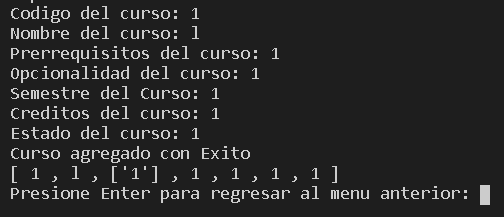 Codigo del curso: 1
Nombre del curso: l
Prerrequisitos del curso: 1
Opcionalidad del curso: 1
Semestre del Curso: 1
Creditos del curso: 1
Estado del curso: 1
Curso agregado con Exito
[ 1 , l , ['1'] , 1 , 1 , 1 , 1 ]
Presione Enter para regresar al menu anterior: